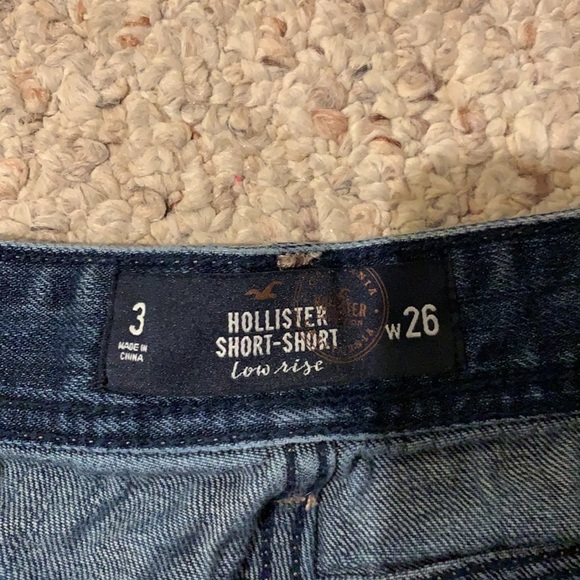 3
MADE IN
CHINA
HOLLISTER
SHORT-SHORT
low rise
W 26